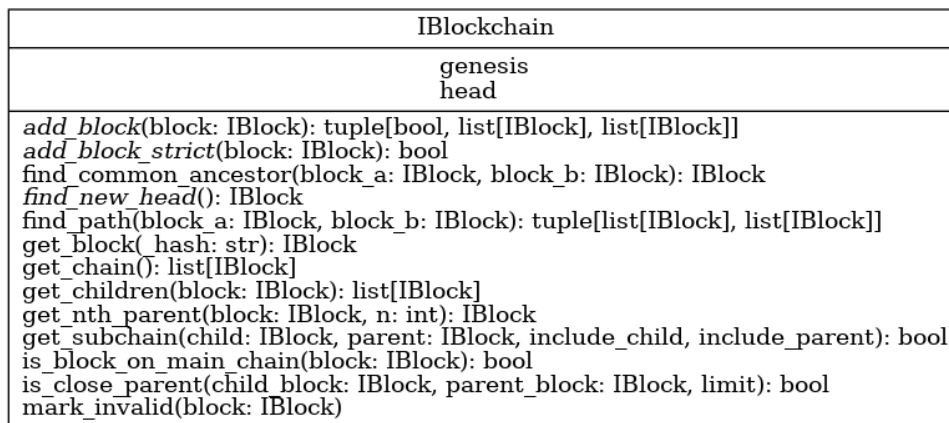 IBlockchain
genesis
head
add_block(block: IBlock): tuple[bool, list[IBlock], list[IBlock]]
add_block_strict(block: IBlock): bool
find_common_ancestor(block_a: IBlock, block_b: IBlock): IBlock
find_new_head(): IBlock
find_path(block_a: IBlock, block_b: IBlock): tuple[list[IBlock], list[IBlock]]
get_block(_hash: str): IBlock
get_chain(): list[IBlock]
get_children(block: IBlock): list[IBlock]
get_nth_parent(block: IBlock, n: int): IBlock
get_subchain(child: IBlock, parent: IBlock, include_child, include_parent): bool
is_block_on_main_chain(block: IBlock): bool
is_close_parent(child_block: IBlock, parent_block: IBlock, limit): bool
mark_invalid(block: IBlock)